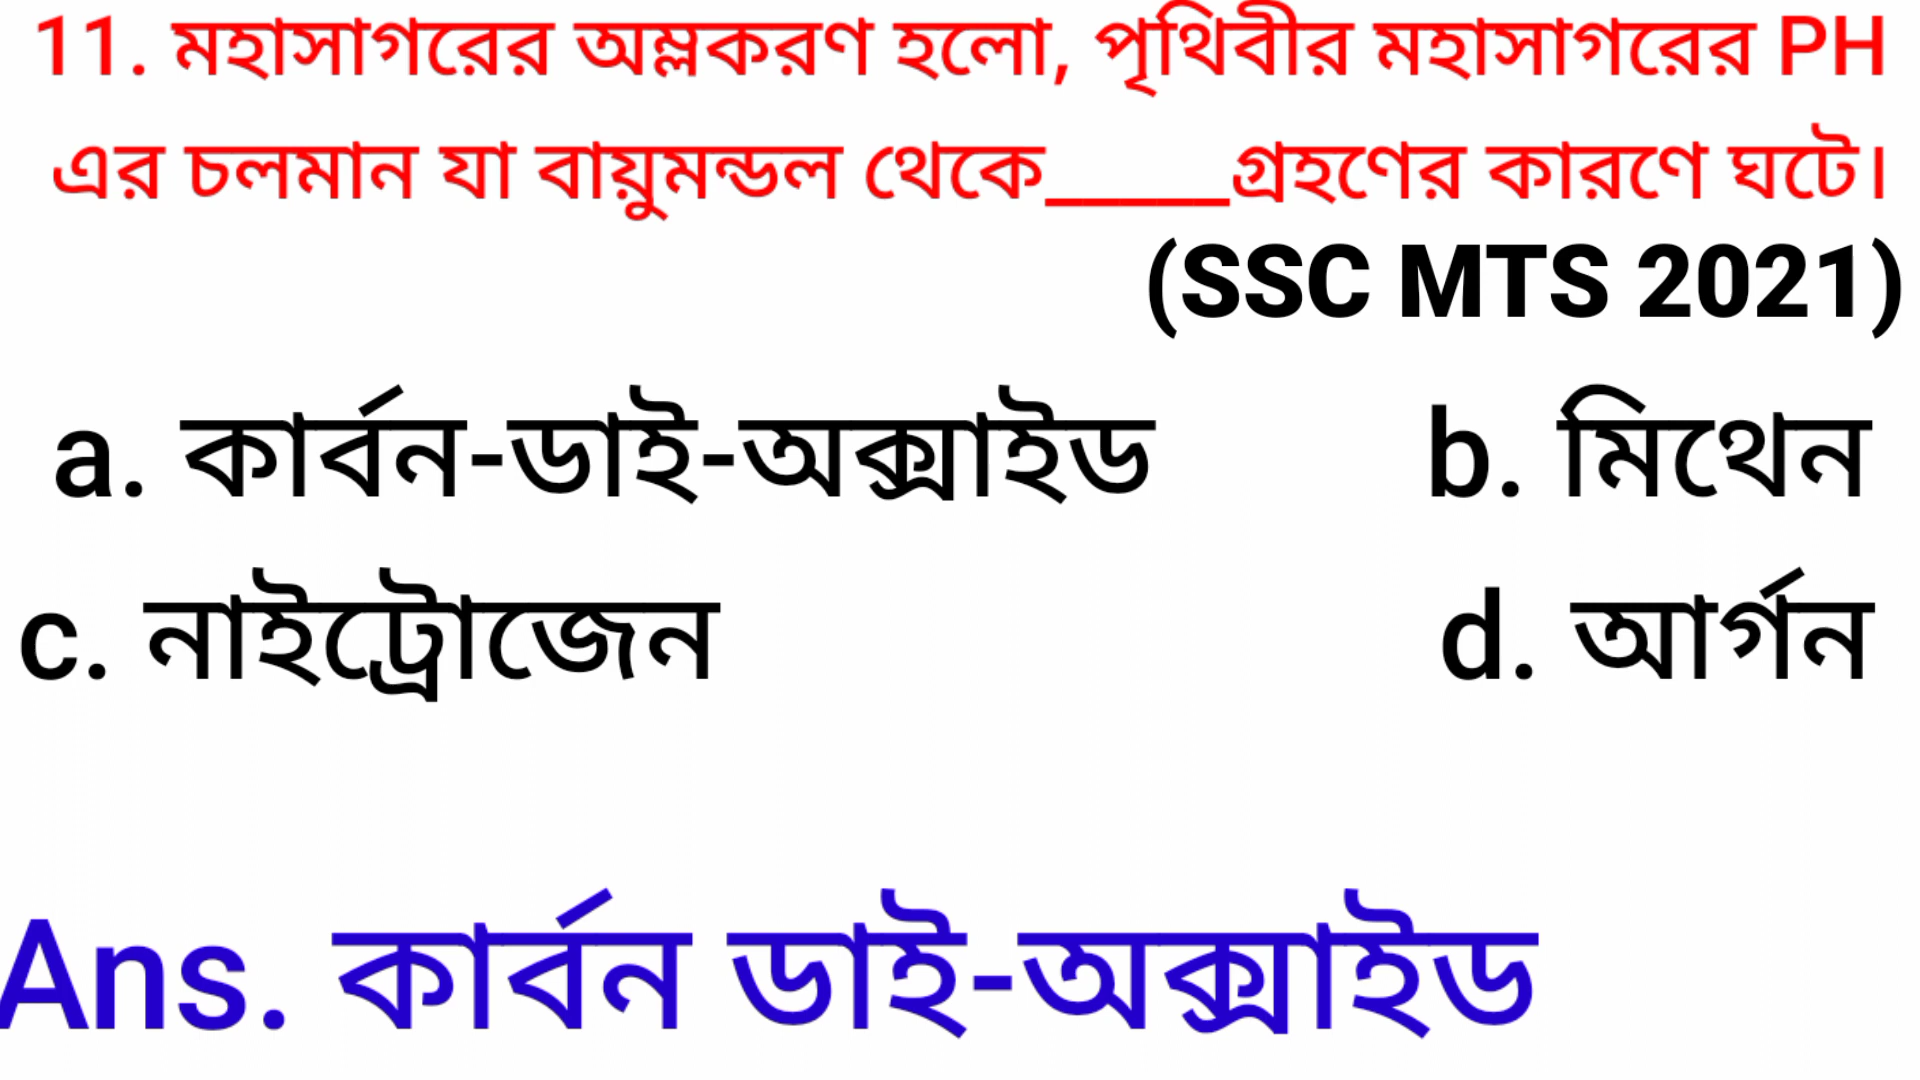 11. মহাসাগরের অম্লকরণ হলো, পৃথিবীর মহাসাগরের PH
এর চলমান যা বায়ুমন্ডল থেকে_____গ্রহণের কারণে ঘটে।
(SSC MTS 2021)
a. কার্বন-ডাই-অক্সাইড b. মিথেন
c. নাইট্রোজেন d. আর্গন
Ans. কার্বন ডাই-অক্সাইড